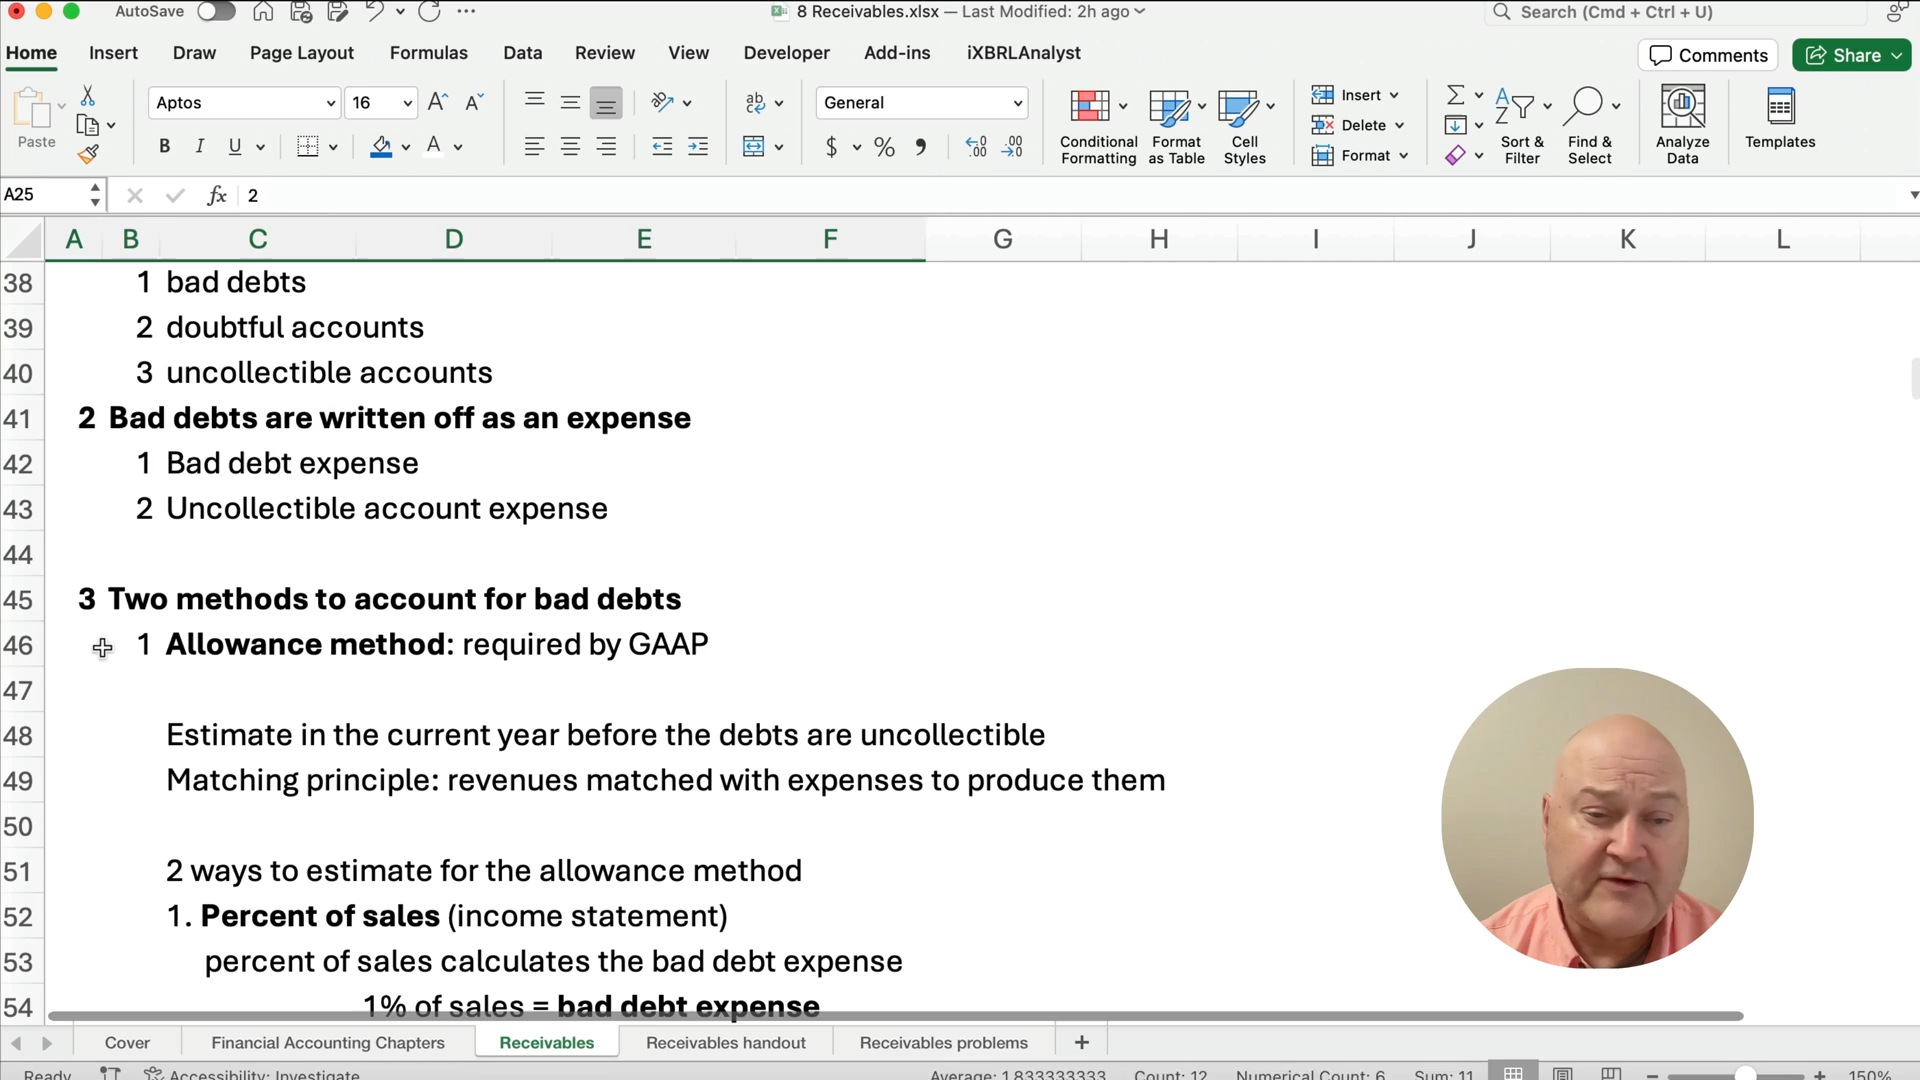 AutoSave
8 Receivables.xlsx — Last Modified: 2h ago
Search (Cmd + Ctrl + U)
Home Insert Draw Page Layout Formulas Data Review View Developer Add-ins iXBRLAnalyst
Comments Share
Paste
Aptos 16
B I U A
ab
General
$ %
Conditional Formatting
Format as Table
Cell Styles
Insert
Delete
Format
Sort & Filter
Find & Select
Analyze Data
Templates
A25 fx 2
A B C D E F G H I J K L
38 1 bad debts
39 2 doubtful accounts
40 3 uncollectible accounts
41 2 Bad debts are written off as an expense
42 1 Bad debt expense
43 2 Uncollectible account expense
44
45 3 Two methods to account for bad debts
46 1 Allowance method: required by GAAP
47
48 Estimate in the current year before the debts are uncollectible
49 Matching principle: revenues matched with expenses to produce them
50
51 2 ways to estimate for the allowance method
52 1. Percent of sales (income statement)
53 percent of sales calculates the bad debt expense
54 1% of sales = bad debt expense
Cover Financial Accounting Chapters Receivables Receivables handout Receivables problems +
Ready Accessibility: Investigate Average: 1.833333333 Count: 12 Numerical Count: 6 Sum: 11 150%